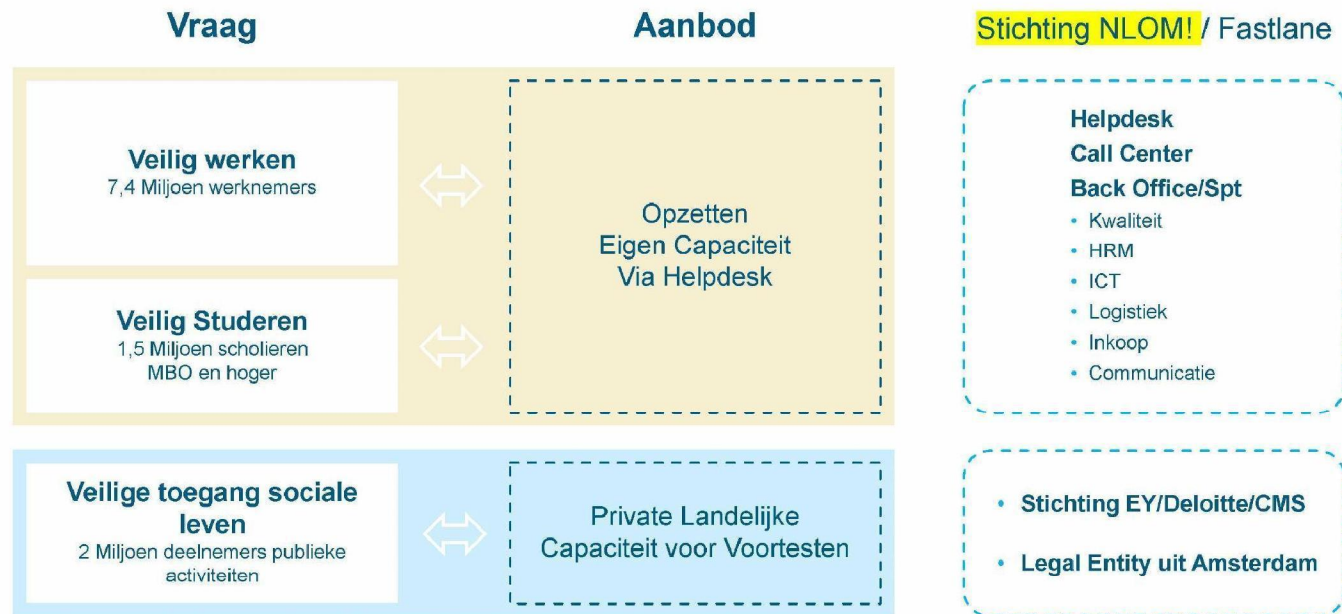 Vraag
Aanbod
Stichting NLOM! / Fastlane
Veilig werken
7,4 Miljoen werknemers
Veilig Studeren
1,5 Miljoen scholieren
MBO en hoger
Opzetten
Eigen Capaciteit
Via Helpdesk
Helpdesk
Call Center
Back Office/Spt
• Kwaliteit
• HRM
• ICT
• Logistiek
• Inkoop
• Communicatie
Veilige toegang sociale
leven
2 Miljoen deelnemers publieke
activiteiten
Private Landelijke
Capaciteit voor Voortesten
• Stichting EY/Deloitte/CMS
• Legal Entity uit Amsterdam